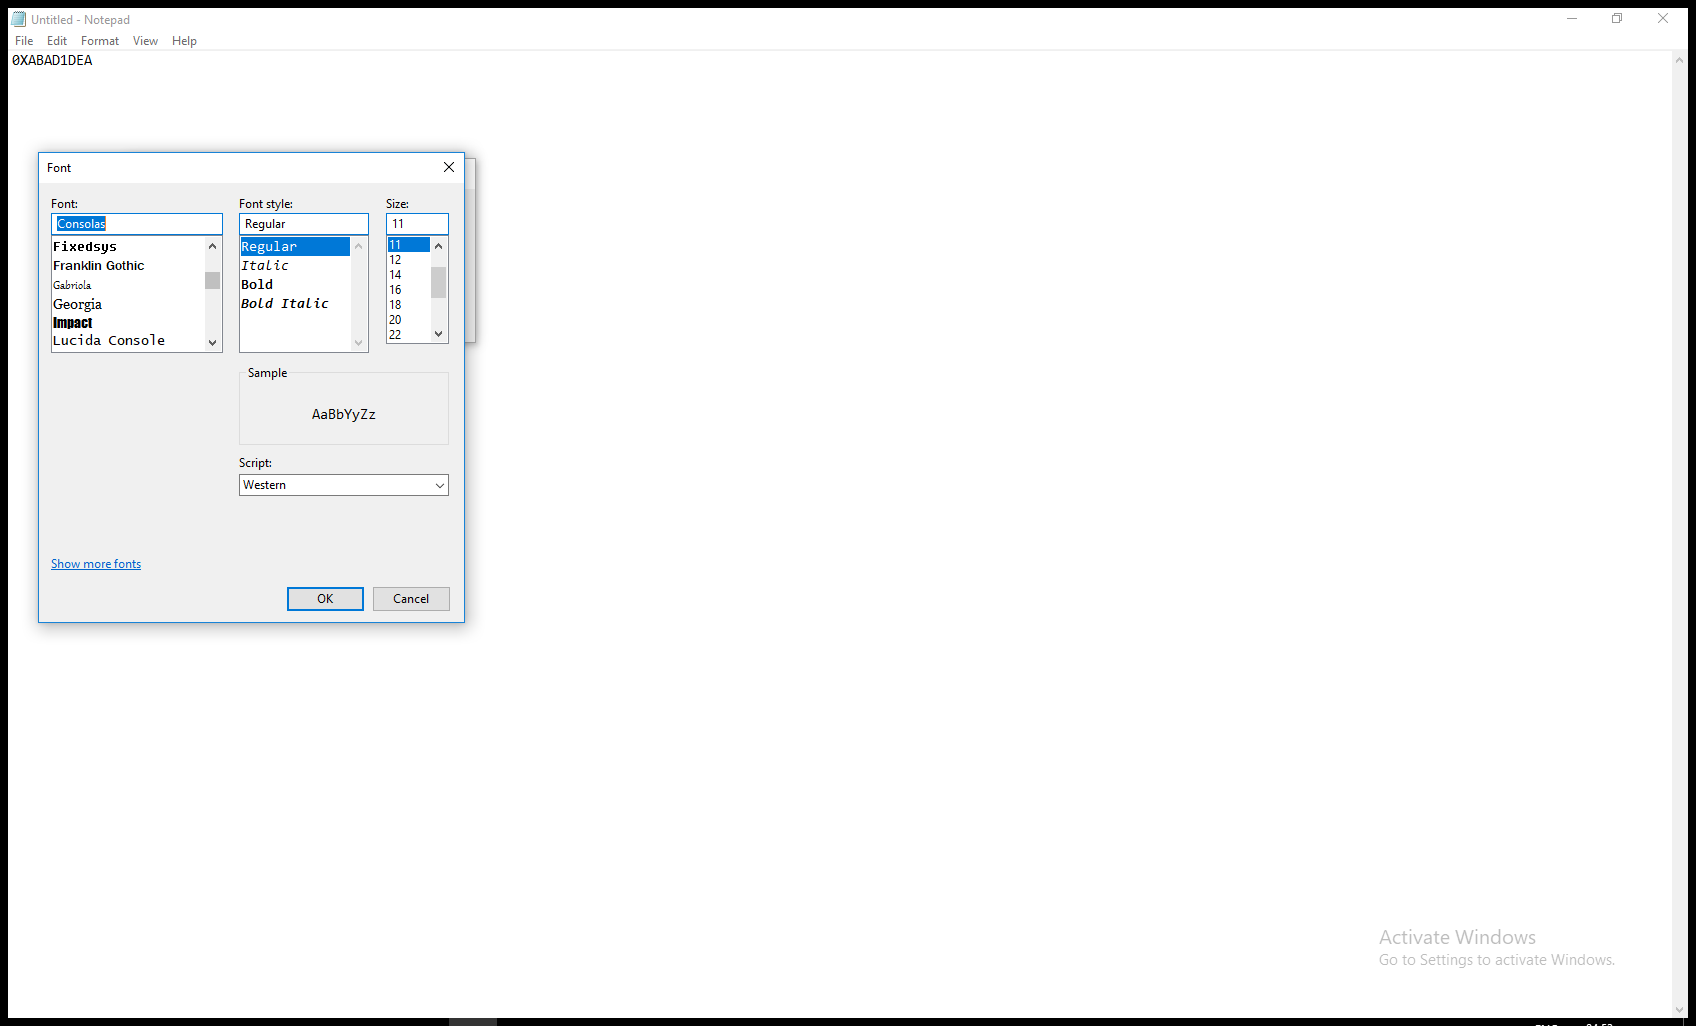 Untitled - Notepad
File Edit Format View Help
0XABAD1DEA
Font
Font: Font style: Size:
Consolas Regular 11
Fixedsys
Franklin Gothic
Gabriola
Georgia
Impact
Lucida Console
Regular
Italic
Bold
Bold Italic
11
12
14
16
18
20
22
Sample
AaBbYyZz
Script:
Western
Show more fonts
OK Cancel
Activate Windows
Go to Settings to activate Windows.